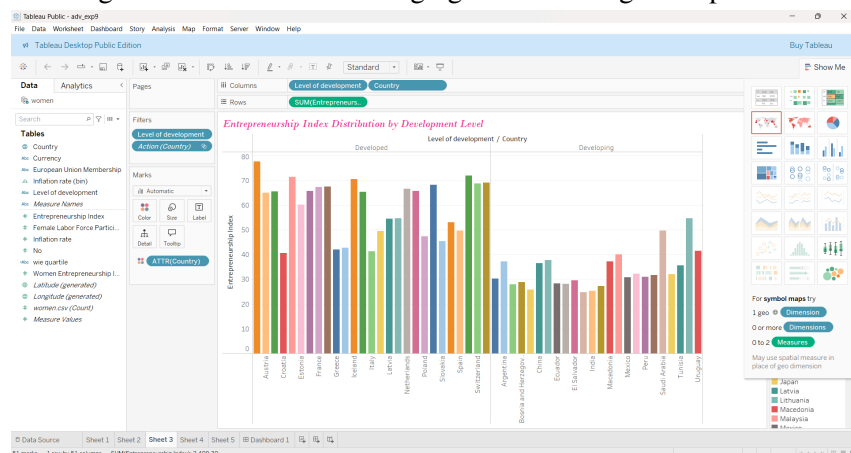 Tableau Public - adv_exp9
File Data Worksheet Dashboard Story Analysis Map Format Server Window Help
Tableau Desktop Public Edition
Buy Tableau
Standard
Show Me
Data Analytics
women
Search
Tables
Country
Currency
European Union Membership
Inflation rate (bin)
Level of development
Measure Names
Entrepreneurship Index
Female Labor Force Partici...
Inflation rate
No
wie quartile
Women Entrepreneurship I...
Latitude (generated)
Longitude (generated)
women.csv (Count)
Measure Values
Pages
Filters
Level of development
Action (Country)
Marks
Automatic
Color Size Label
Detail Tooltip
ATTR(Country)
Columns Level of development Country
Rows SUM(Entrepreneurs..
Entrepreneurship Index Distribution by Development Level
Level of development / Country
Developed Developing
Entrepreneurship Index
80
70
60
50
40
30
20
10
0
Austria
Croatia
Estonia
France
Greece
Iceland
Italy
Latvia
Netherlands
Poland
Slovakia
Spain
Switzerland
Argentina
Bosnia and Herzegov..
China
Ecuador
El Salvador
India
Macedonia
Mexico
Peru
Saudi Arabia
Tunisia
Uruguay
For symbol maps try
1 geo Dimension
0 or more Dimensions
0 to 2 Measures
May use spatial measure in
place of geo dimension
Japan
Latvia
Lithuania
Macedonia
Malaysia
Data Source Sheet 1 Sheet 2 Sheet 3 Sheet 4 Sheet 5 Dashboard 1